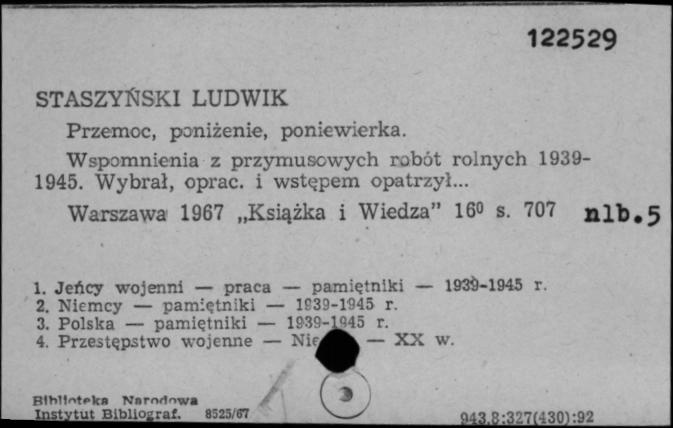 122529
STASZYŃSKI LUDWIK
Przemoc, poniżenie, poniewierka.
Wspomnienia z przymusowych robót rolnych 1939-
1945. Wybrał, oprac. i wstępem opatrzył...
Warszawa 1967 „Książka i Wiedza” 16⁰ s. 707 nlb.5
1. Jeńcy wojenni — praca — pamiętniki — 1939-1945 r.
2. Niemcy — pamiętniki — 1939-1945 r.
3. Polska — pamiętniki — 1939-1945 r.
4. Przestępstwo wojenne — — XX w.
Biblioteka Narodowa
Instytut Bibliograf. 8525/67
943.8:327(430):92